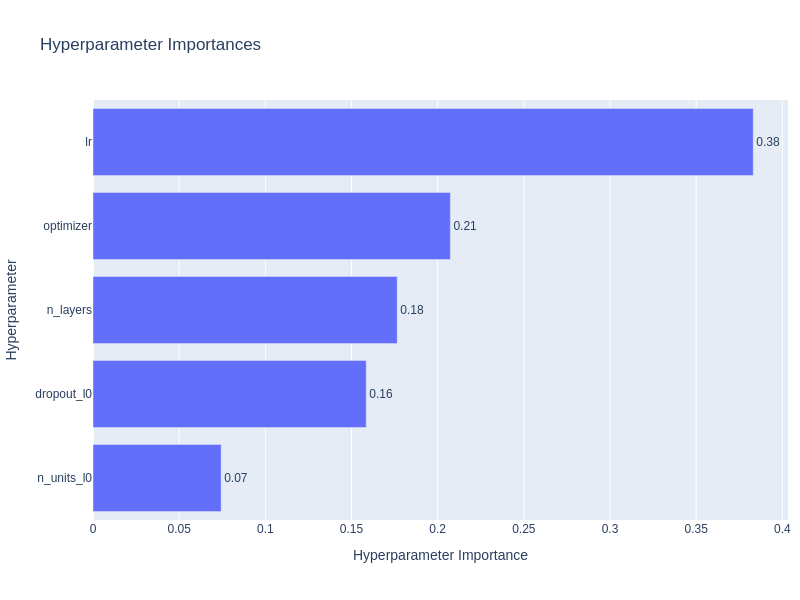 Hyperparameter Importances
Hyperparameter
lr
0.38
optimizer
0.21
n_layers
0.18
dropout_l0
0.16
n_units_l0
0.07
0 0.05 0.1 0.15 0.2 0.25 0.3 0.35 0.4
Hyperparameter Importance